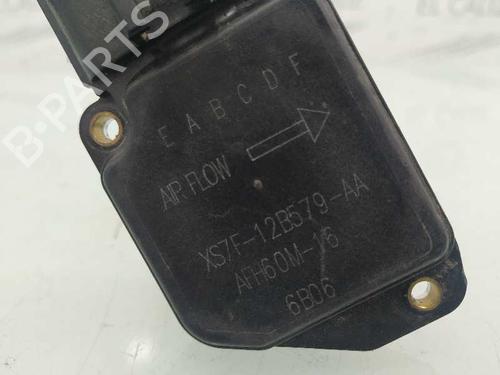 E A B C D F
AIR FLOW
XS7F-12B579-AA
AFH60M-16
6B06
B-PARTS